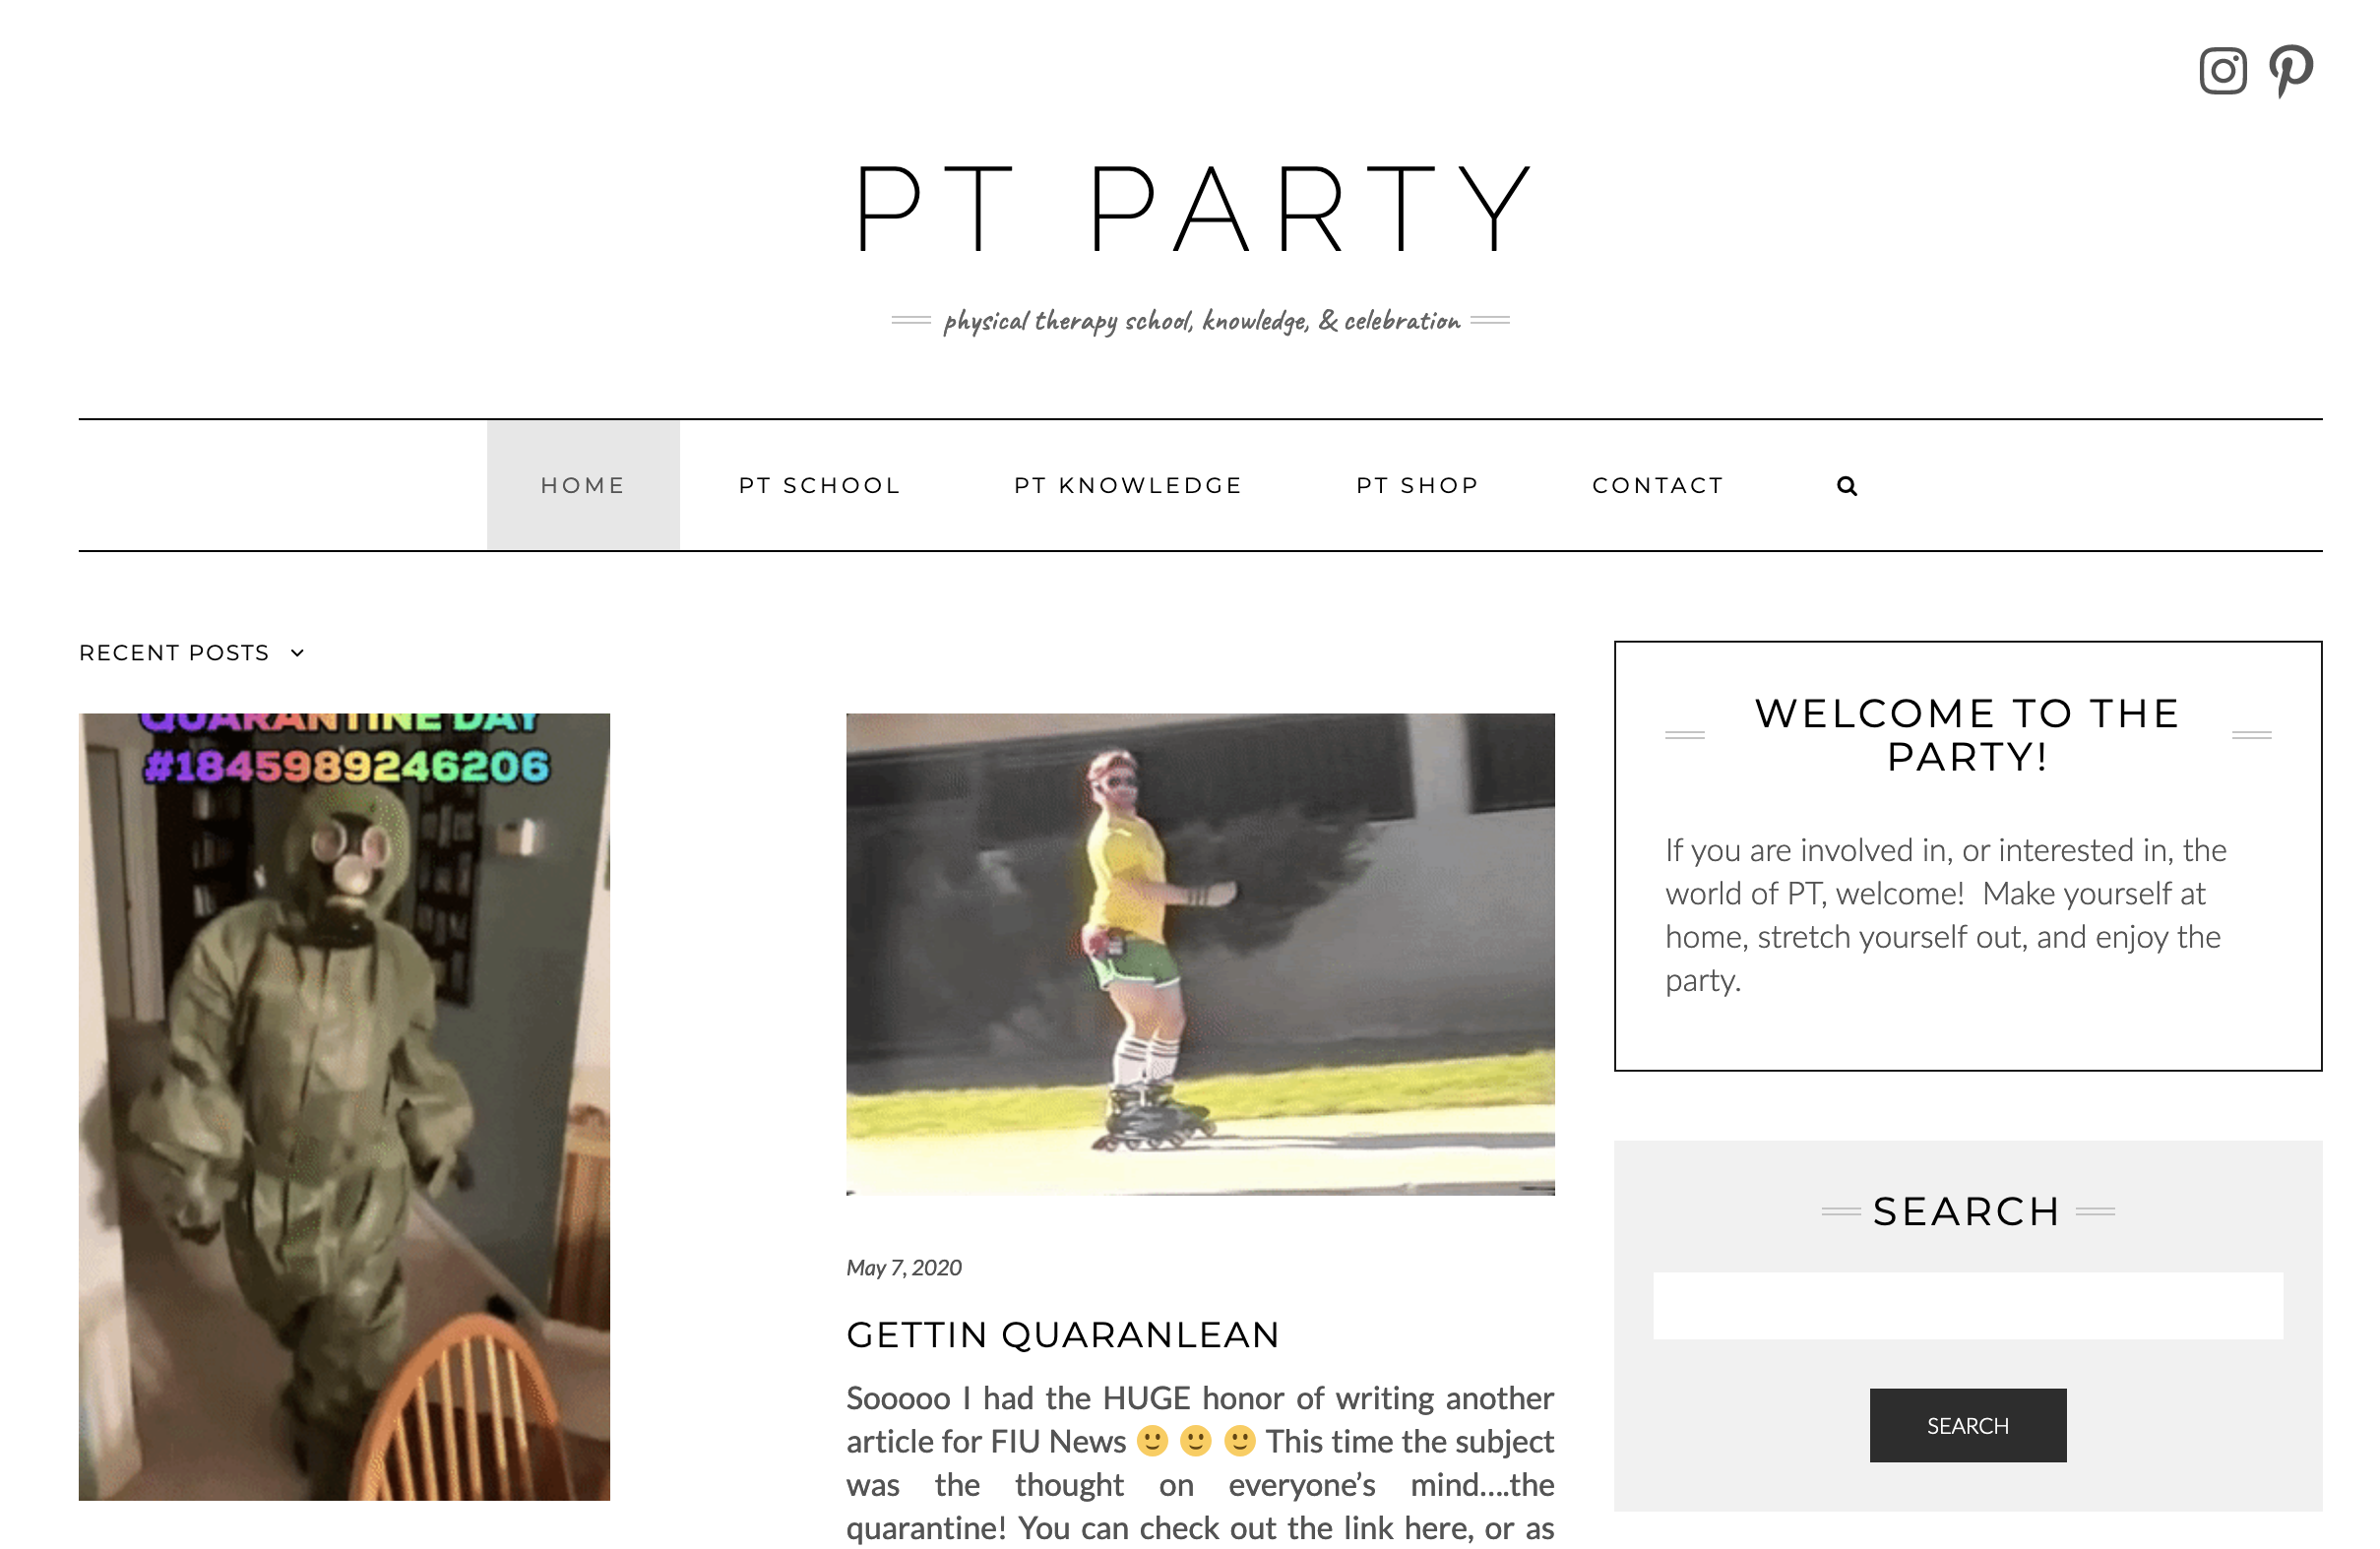 PT PARTY
physical therapy school, knowledge, & celebration
HOME
PT SCHOOL
PT KNOWLEDGE
PT SHOP
CONTACT
RECENT POSTS
QUARANTINE DAY
#1845989246206
May 7, 2020
GETTIN QUARANLEAN
Sooooo I had the HUGE honor of writing another
article for FIU News 🙂 🙂 🙂 This time the subject
was the thought on everyone’s mind….the
quarantine! You can check out the link here, or as
WELCOME TO THE
PARTY!
If you are involved in, or interested in, the
world of PT, welcome!  Make yourself at
home, stretch yourself out, and enjoy the
party.
SEARCH
SEARCH